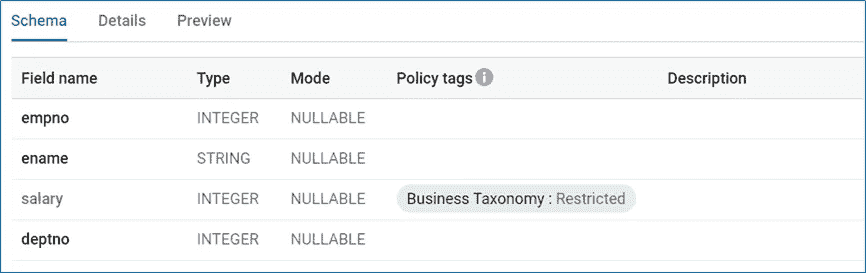 Schema Details Preview
Field name Type Mode Policy tags Description
empno INTEGER NULLABLE
ename STRING NULLABLE
salary INTEGER NULLABLE Business Taxonomy : Restricted
deptno INTEGER NULLABLE